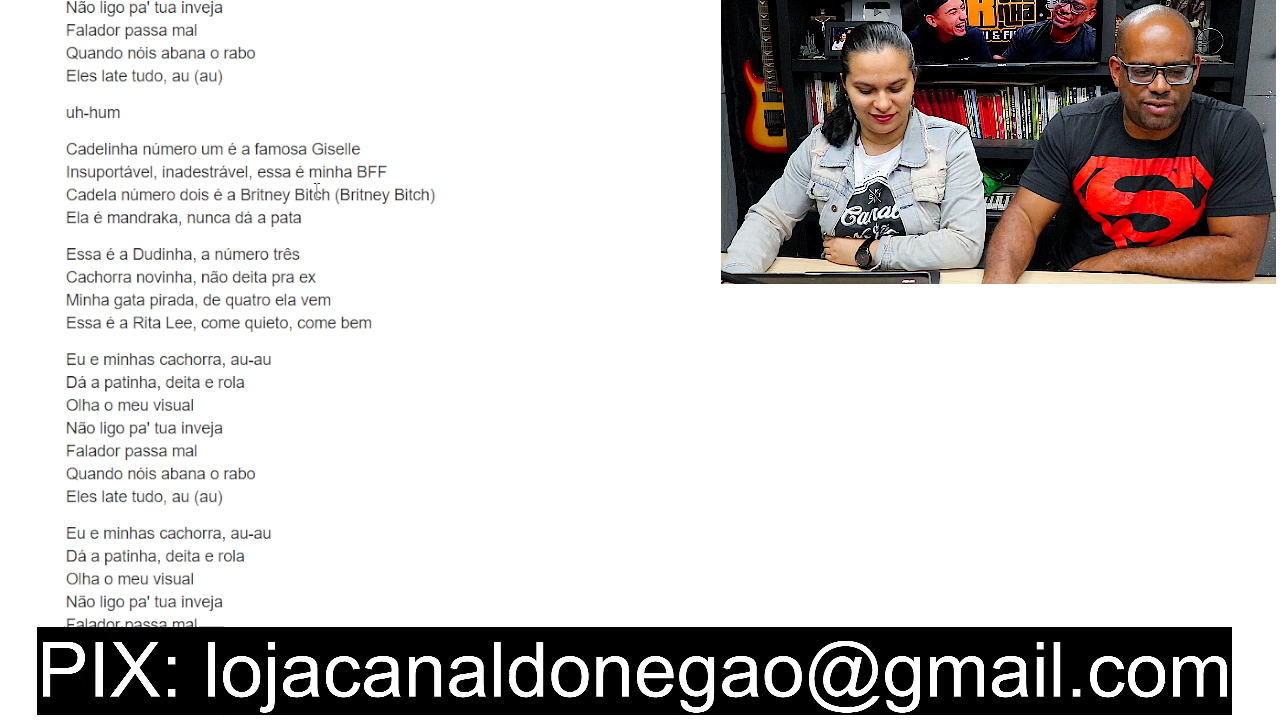 Não ligo pa' tua inveja
Falador passa mal
Quando nóis abana o rabo
Eles late tudo, au (au)
uh-hum
Cadelinha número um é a famosa Giselle
Insuportável, inadestrável, essa é minha BFF
Cadela número dois é a Britney Bitch (Britney Bitch)
Ela é mandraka, nunca dá a pata
Essa é a Dudinha, a número três
Cachorra novinha, não deita pra ex
Minha gata pirada, de quatro ela vem
Essa é a Rita Lee, come quieto, come bem
Eu e minhas cachorra, au-au
Dá a patinha, deita e rola
Olha o meu visual
Não ligo pa' tua inveja
Falador passa mal
Quando nóis abana o rabo
Eles late tudo, au (au)
Eu e minhas cachorra, au-au
Dá a patinha, deita e rola
Olha o meu visual
Não ligo pa' tua inveja
Falador passa mal
PIX: lojacanaldonegao@gmail.com